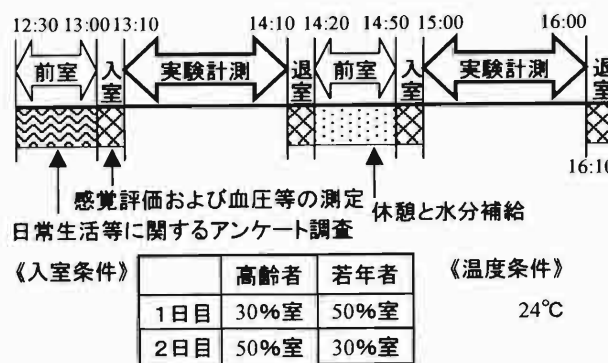 12:30 13:00 13:10 14:10 14:20 14:50 15:00 16:00
前室 入室 実験計測 退室 前室 入室 実験計測 退室
16:10
感覚評価および血圧等の測定
休憩と水分補給
日常生活等に関するアンケート調査
《入室条件》 高齢者 若年者 《温度条件》
1日目 30%室 50%室 24℃
2日目 50%室 30%室